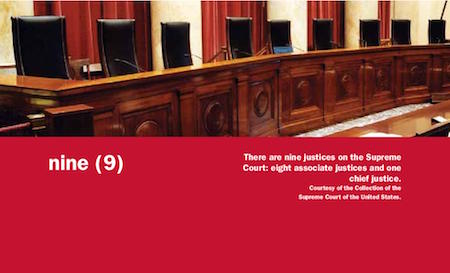 nine (9)
There are nine justices on the Supreme
Court: eight associate justices and one
chief justice.
Courtesy of the Collection of the
Supreme Court of the United States.